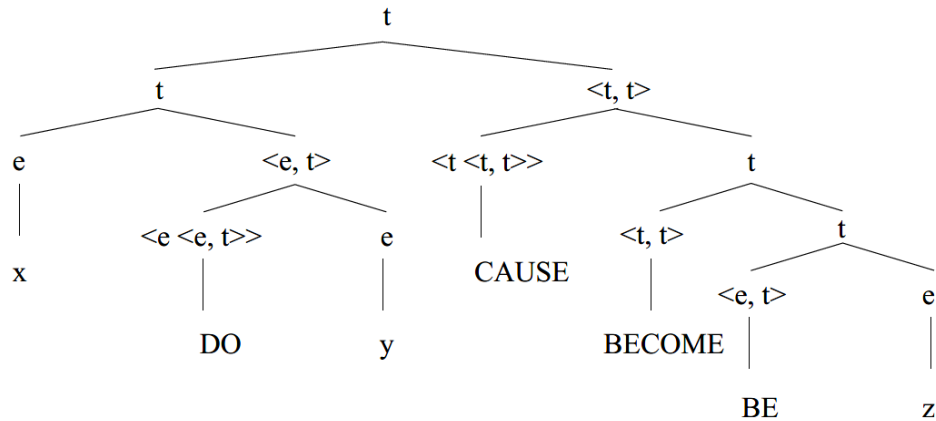 t
t <t, t>
e <e, t> <t <t, t>> t
<e <e, t>> e <t, t> t
x CAUSE <e, t> e
DO y BECOME
BE z